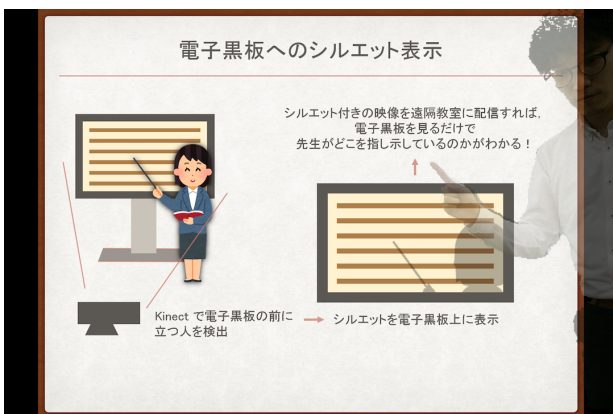 電子黒板へのシルエット表示
シルエット付きの映像を遠隔教室に配信すれば,
電子黒板を見るだけで
先生がどこを指し示しているのかがわかる！
Kinect で電子黒板の前に
立つ人を検出
シルエットを電子黒板上に表示